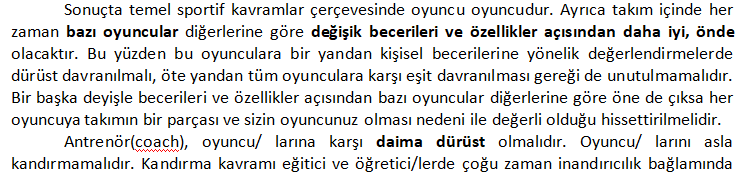 Sonuçta temel sportif kavramlar çerçevesinde oyuncu oyuncudur. Ayrıca takım içinde her
zaman bazı oyuncular diğerlerine göre değişik becerileri ve özellikler açısından daha iyi, önde
olacaktır. Bu yüzden bu oyunculara bir yandan kişisel becerilerine yönelik değerlendirmelerde
dürüst davranılmalı, öte yandan tüm oyunculara karşı eşit davranılması gereği de unutulmamalıdır.
Bir başka deyişle becerileri ve özellikler açısından bazı oyuncular diğerlerine göre öne de çıksa her
oyuncuya takımın bir parçası ve sizin oyuncunuz olması nedeni ile değerli olduğu hissettirilmelidir.
Antrenör(coach), oyuncu/ larına karşı daima dürüst olmalıdır. Oyuncu/ larını asla
kandırmamalıdır. Kandırma kavramı eğitici ve öğretici/lerde çoğu zaman inandırıcılık bağlamında